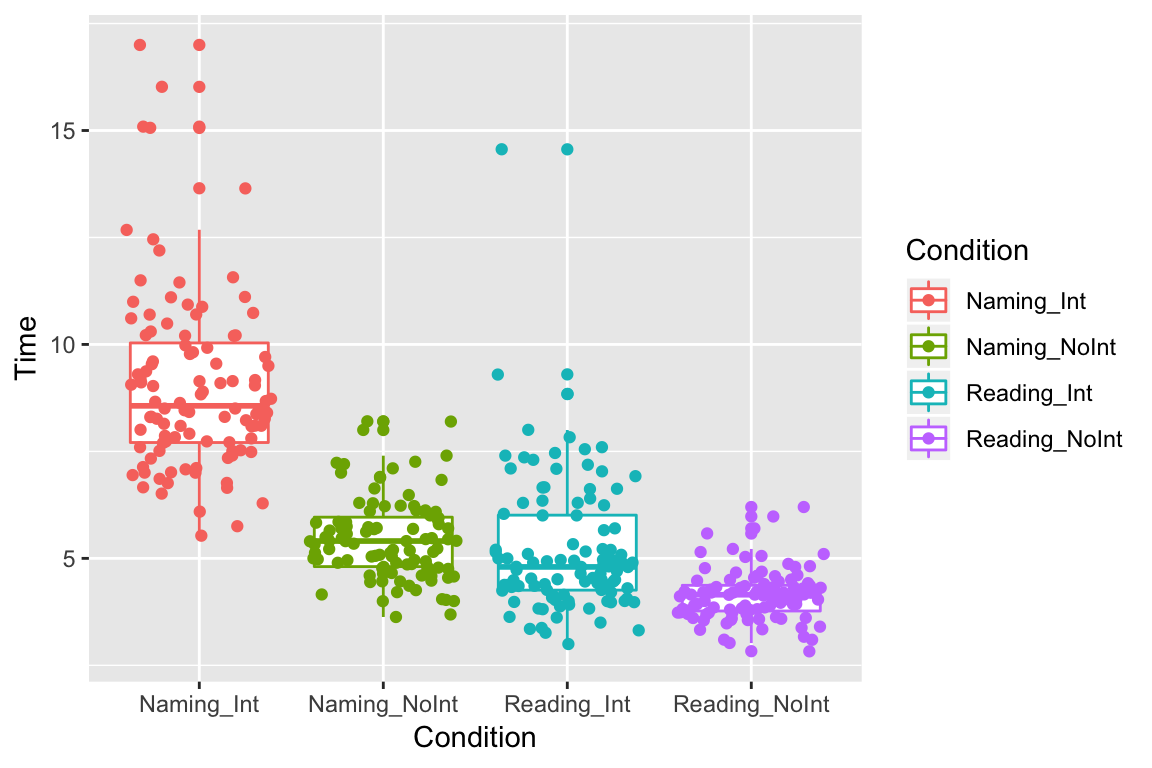 Time
15
10
5
Naming_Int Naming_NoInt Reading_Int Reading_NoInt
Condition
Condition
Naming_Int
Naming_NoInt
Reading_Int
Reading_NoInt